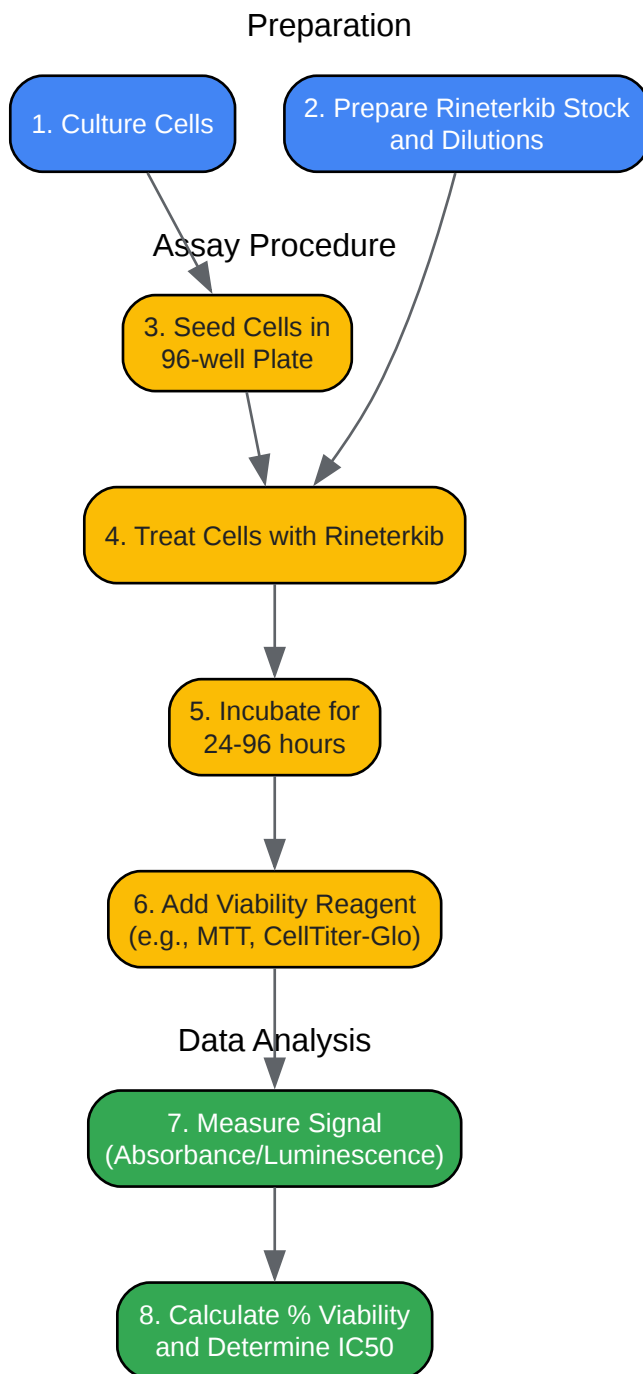 Preparation
1. Culture Cells
2. Prepare Rineterkib Stock
and Dilutions
Assay Procedure
3. Seed Cells in
96-well Plate
4. Treat Cells with Rineterkib
5. Incubate for
24-96 hours
6. Add Viability Reagent
(e.g., MTT, CellTiter-Glo)
Data Analysis
7. Measure Signal
(Absorbance/Luminescence)
8. Calculate % Viability
and Determine IC50